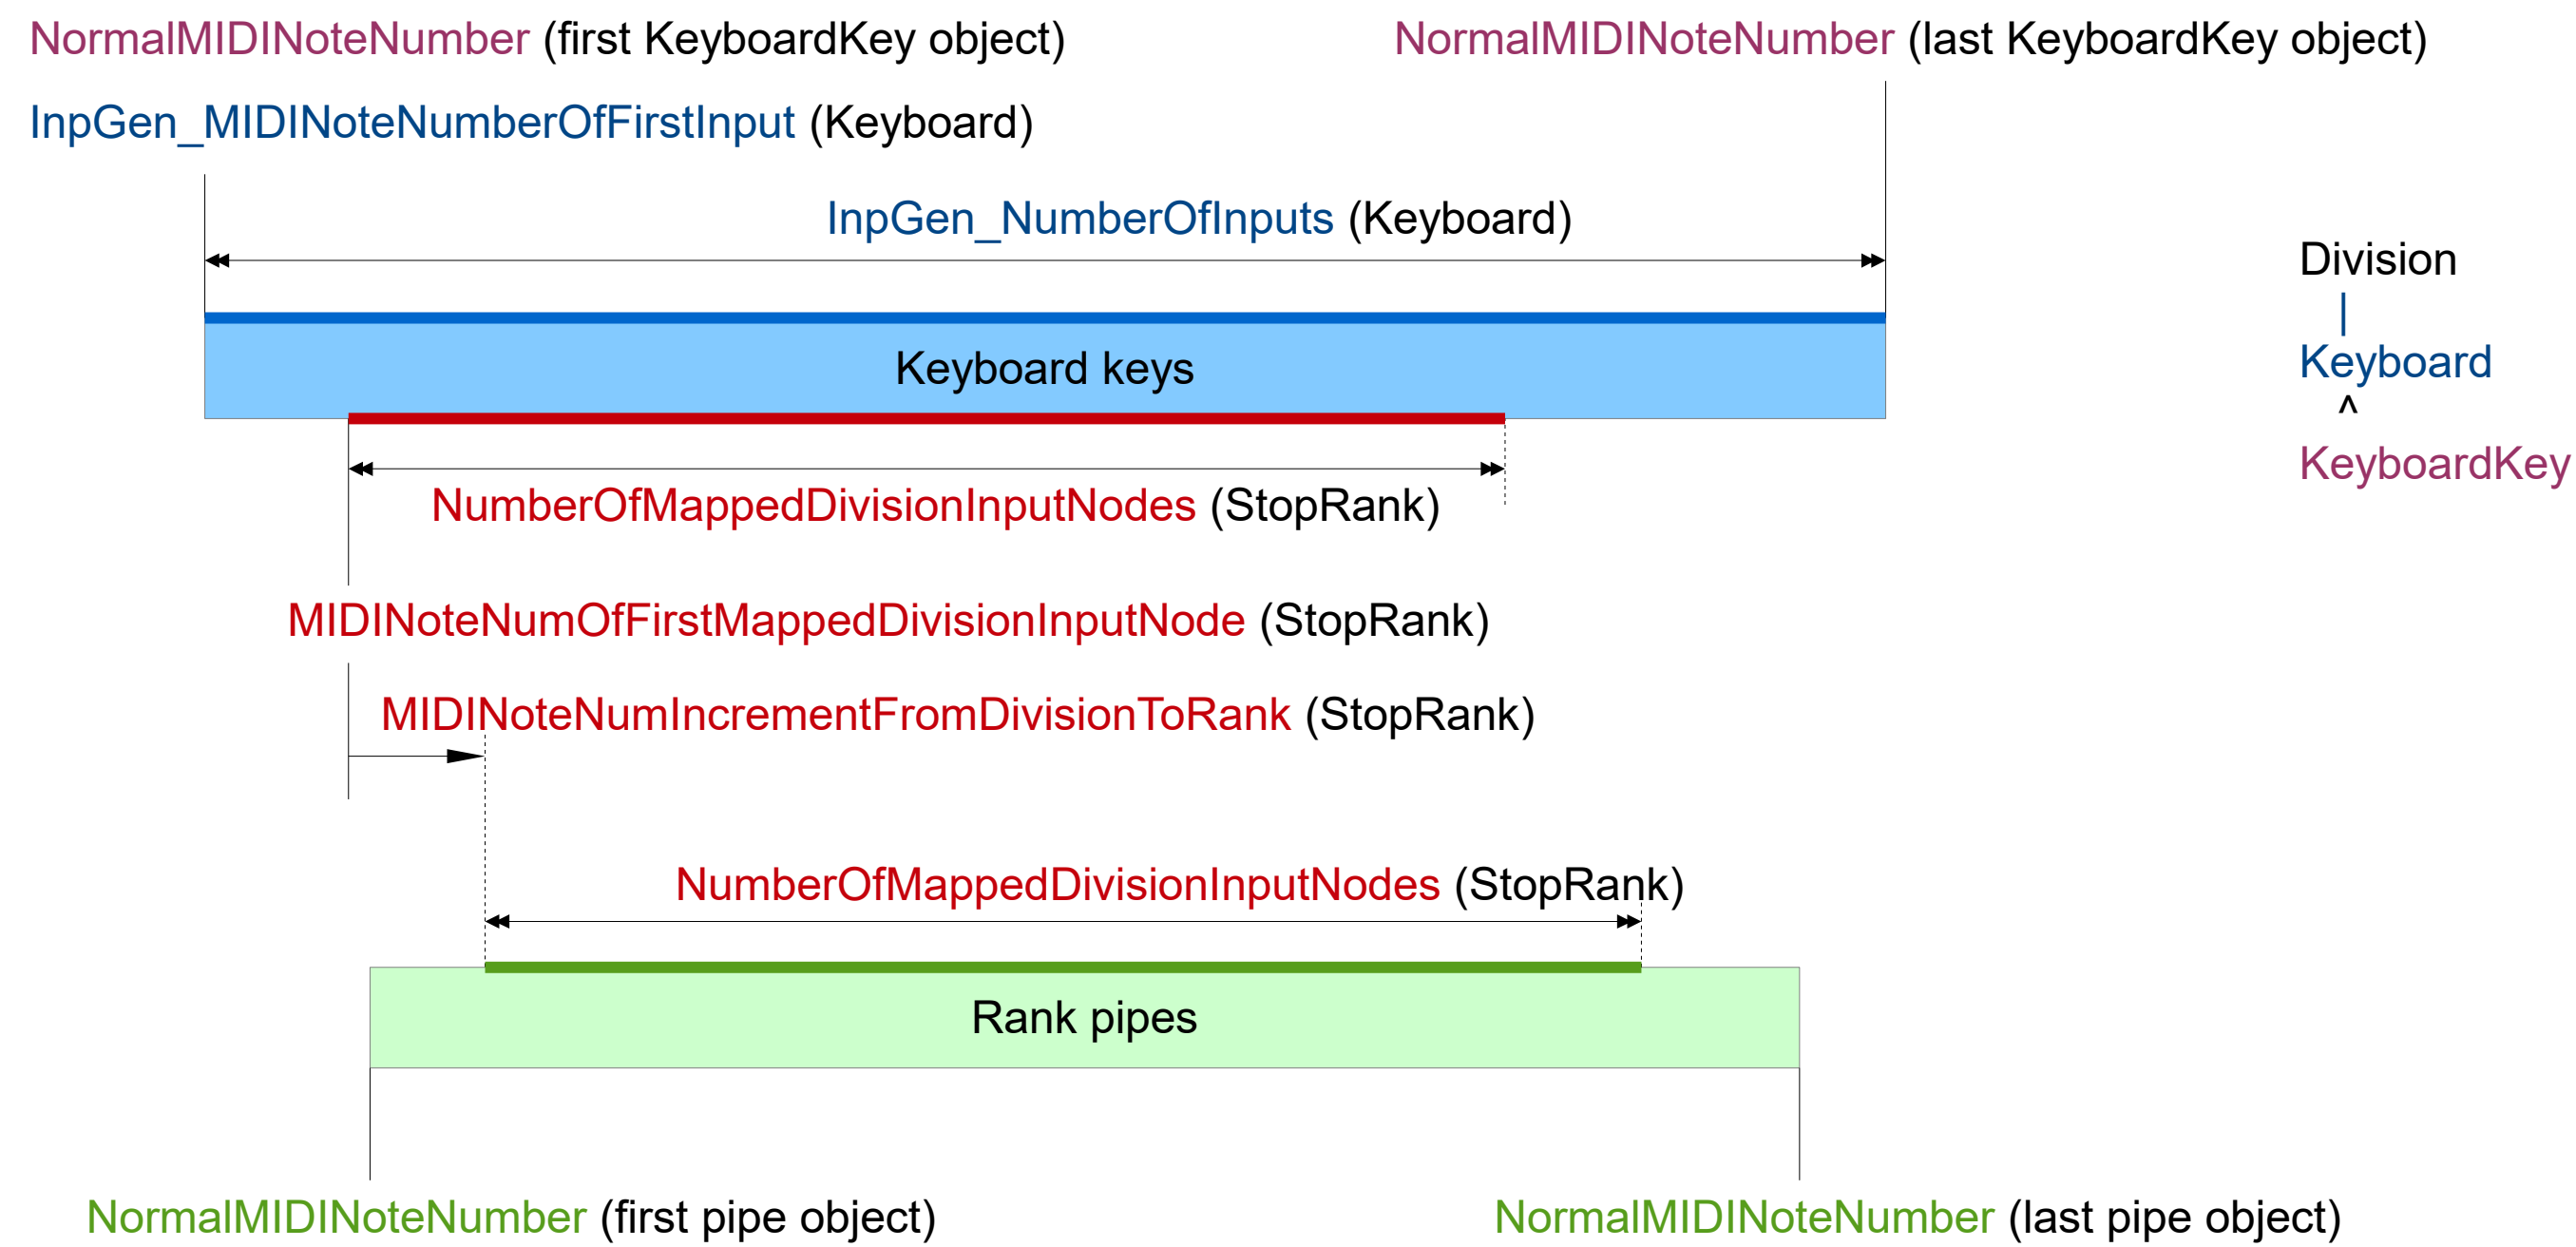 NormalMIDINoteNumber (first KeyboardKey object)
NormalMIDINoteNumber (last KeyboardKey object)
InpGen_MIDINoteNumberOfFirstInput (Keyboard)
InpGen_NumberOfInputs (Keyboard)
Division
|
Keyboard
^
KeyboardKey
Keyboard keys
NumberOfMappedDivisionInputNodes (StopRank)
MIDINoteNumOfFirstMappedDivisionInputNode (StopRank)
MIDINoteNumIncrementFromDivisionToRank (StopRank)
NumberOfMappedDivisionInputNodes (StopRank)
Rank pipes
NormalMIDINoteNumber (first pipe object)
NormalMIDINoteNumber (last pipe object)